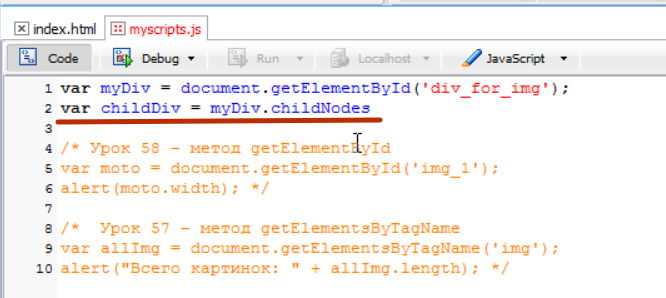 index.html myscripts.js
Code Debug Run Localhost JavaScript
1 var myDiv = document.getElementById('div_for_img');
2 var childDiv = myDiv.childNodes
3
4 /* Урок 58 - метод getElementById
5 var moto = document.getElementById('img_1');
6 alert(moto.width); */
7
8 /* Урок 57 - метод getElementsByTagName
9 var allImg = document.getElementsByTagName('img');
10 alert("Всего картинок: " + allImg.length); */